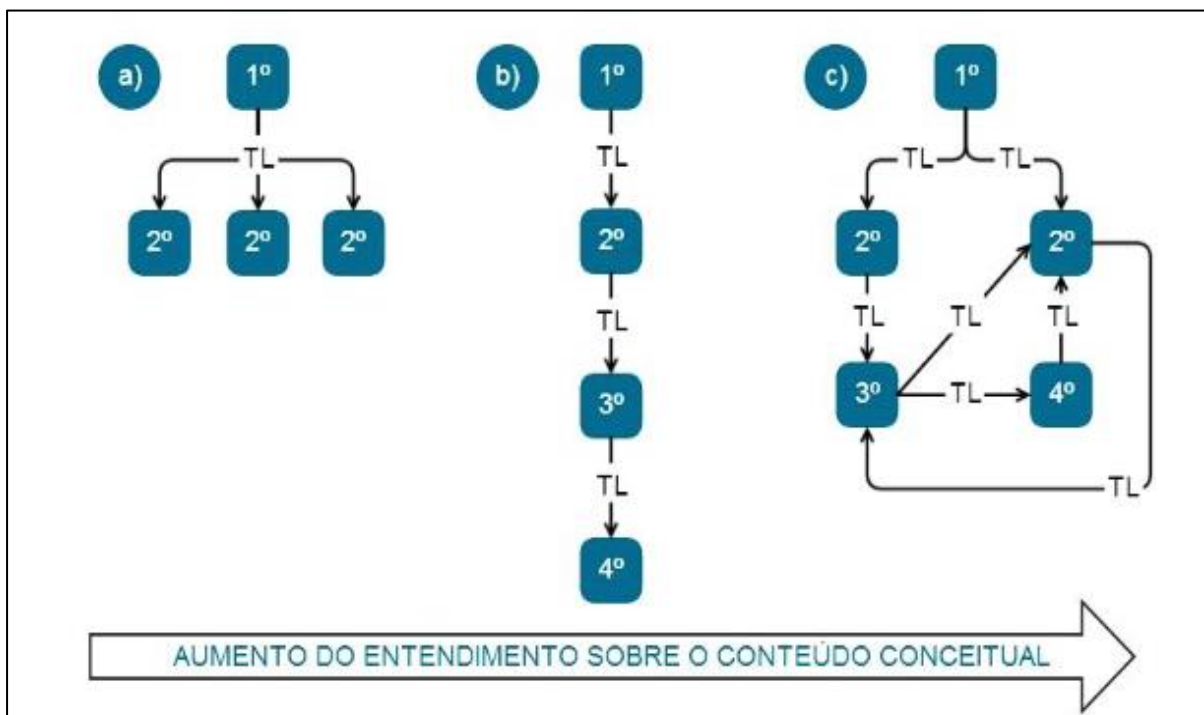 a)
1º
TL
2º 2º 2º
b)
1º
TL
2º
TL
3º
TL
4º
c)
1º
TL TL
2º 2º
TL TL TL
3º TL 4º
TL
AUMENTO DO ENTENDIMENTO SOBRE O CONTEÚDO CONCEITUAL